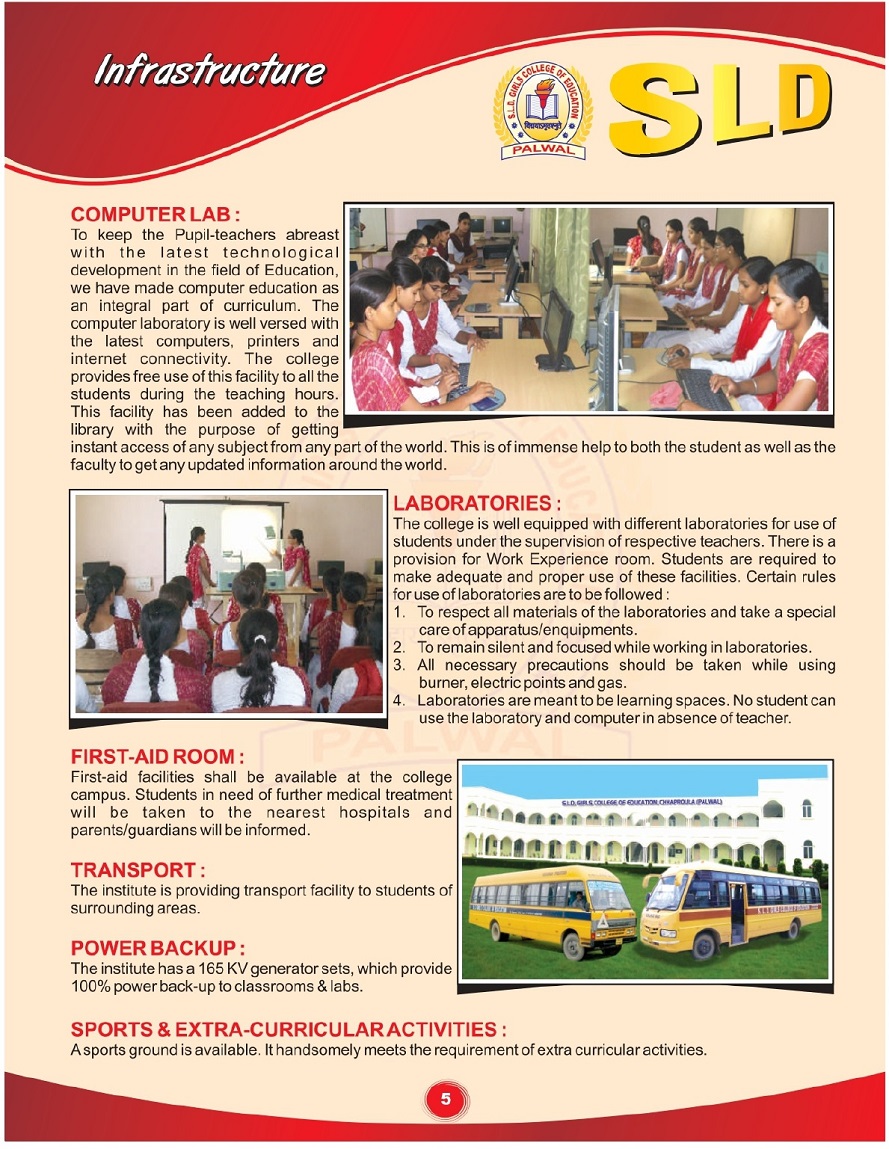 Infrastructure
S.L.D. GIRLS COLLEGE OF EDUCATION
PALWAL
SLD
COMPUTER LAB :
To keep the Pupil-teachers abreast
with the latest technological
development in the field of Education,
we have made computer education as
an integral part of curriculum. The
computer laboratory is well versed with
the latest computers, printers and
internet connectivity. The college
provides free use of this facility to all the
students during the teaching hours.
This facility has been added to the
library with the purpose of getting
instant access of any subject from any part of the world. This is of immense help to both the student as well as the
faculty to get any updated information around the world.
LABORATORIES :
The college is well equipped with different laboratories for use of
students under the supervision of respective teachers. There is a
provision for Work Experience room. Students are required to
make adequate and proper use of these facilities. Certain rules
for use of laboratories are to be followed :
1. To respect all materials of the laboratories and take a special
care of apparatus/enquipments.
2. To remain silent and focused while working in laboratories.
3. All necessary precautions should be taken while using
burner, electric points and gas.
4. Laboratories are meant to be learning spaces. No student can
use the laboratory and computer in absence of teacher.
PALWAL
FIRST-AID ROOM :
First-aid facilities shall be available at the college
campus. Students in need of further medical treatment
will be taken to the nearest hospitals and
parents/guardians will be informed.
S.L.D. GIRLS COLLEGE OF EDUCATION, CHHAPROULA (PALWAL)
TRANSPORT :
The institute is providing transport facility to students of
surrounding areas.
POWER BACKUP :
The institute has a 165 KV generator sets, which provide
100% power back-up to classrooms & labs.
SPORTS & EXTRA-CURRICULAR ACTIVITIES :
A sports ground is available. It handsomely meets the requirement of extra curricular activities.
5